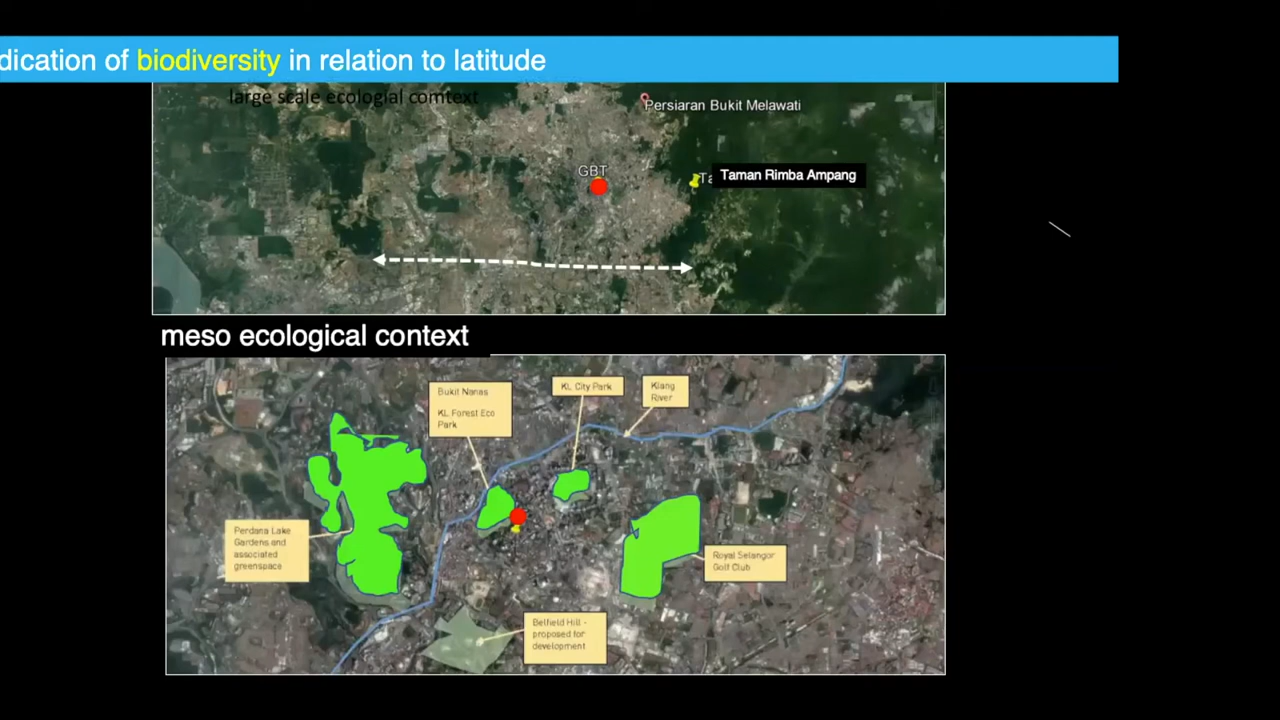 dication of biodiversity in relation to latitude
large scale ecologial comtext
Persiaran Bukit Melawati
GBT
Ta
Taman Rimba Ampang
meso ecological context
Bukit Nanas
KL Forest Eco
Park
KL City Park
Klang
River
Perdana Lake
Gardens and
associated
greenspace
Royal Selangor
Golf Club
Belfield Hill -
proposed for
development